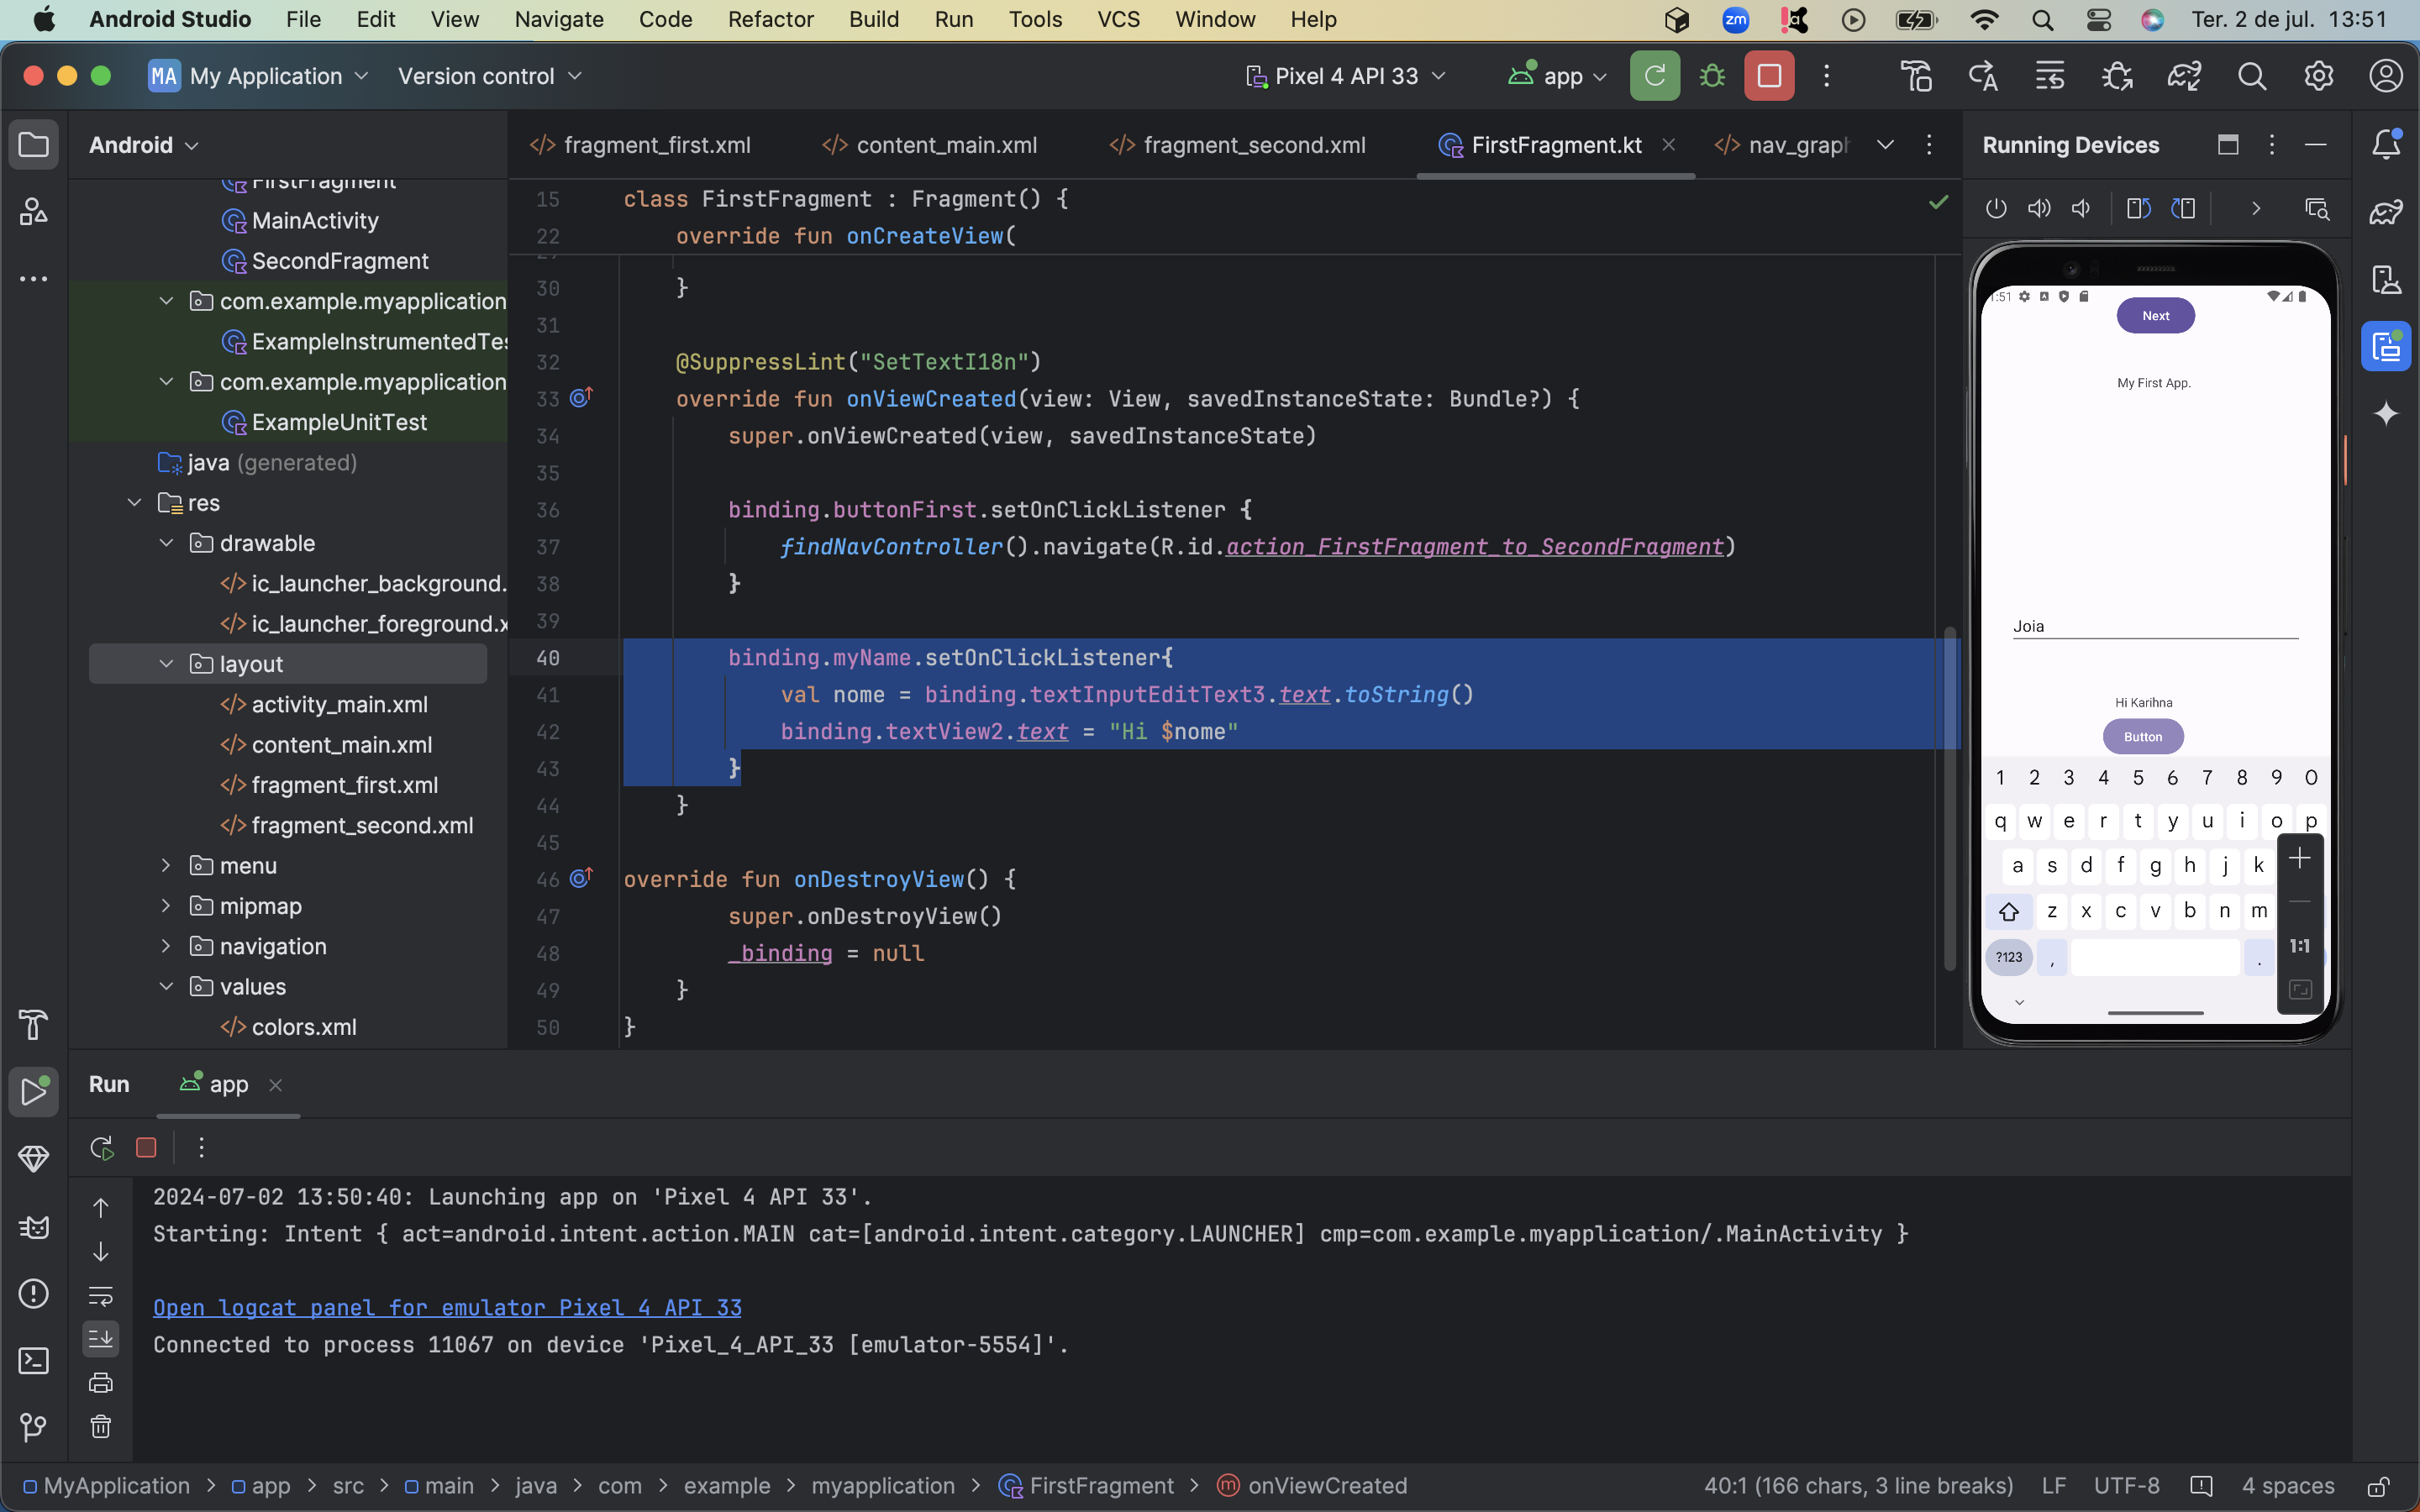 Android Studio File Edit View Navigate Code Refactor Build Run Tools VCS Window Help zm Ter. 2 de jul. 13:51
MA My Application Version control Pixel 4 API 33 app
Android
fragment_first.xml content_main.xml fragment_second.xml FirstFragment.kt nav_graph
Running Devices
FirstFragment
MainActivity
SecondFragment
com.example.myapplication
ExampleInstrumentedTes
com.example.myapplication
ExampleUnitTest
java (generated)
res
drawable
ic_launcher_background.
ic_launcher_foreground.x
layout
activity_main.xml
content_main.xml
fragment_first.xml
fragment_second.xml
menu
mipmap
navigation
values
colors.xml
15 class FirstFragment : Fragment() {
22 override fun onCreateView(
30 }
31
32 @SuppressLint("SetTextI18n")
33 override fun onViewCreated(view: View, savedInstanceState: Bundle?) {
34 super.onViewCreated(view, savedInstanceState)
35
36 binding.buttonFirst.setOnClickListener {
37 findNavController().navigate(R.id.action_FirstFragment_to_SecondFragment)
38 }
39
40 binding.myName.setOnClickListener{
41 val nome = binding.textInputEditText3.text.toString()
42 binding.textView2.text = "Hi $nome"
43 }
44 }
45
46 override fun onDestroyView() {
47 super.onDestroyView()
48 _binding = null
49 }
50 }
1:51
Next
My First App.
Joia
Hi Karihna
Button
1 2 3 4 5 6 7 8 9 0
q w e r t y u i o p
a s d f g h j k
z x c v b n m
?123 , .
1:1
Run app
2024-07-02 13:50:40: Launching app on 'Pixel 4 API 33'.
Starting: Intent { act=android.intent.action.MAIN cat=[android.intent.category.LAUNCHER] cmp=com.example.myapplication/.MainActivity }
Open logcat panel for emulator Pixel 4 API 33
Connected to process 11067 on device 'Pixel_4_API_33 [emulator-5554]'.
MyApplication > app > src > main > java > com > example > myapplication > FirstFragment > m onViewCreated 40:1 (166 chars, 3 line breaks) LF UTF-8 4 spaces